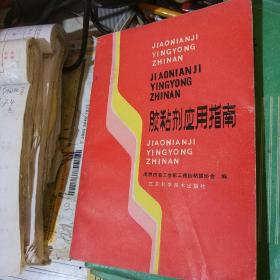 JIAONIANJI
YINGYONG
ZHINAN
JIAONIANJI
YINGYONG
ZHINAN
胶粘剂应用指南
JIAONIANJI
YINGYONG
ZHINAN
江苏科学技术出版社